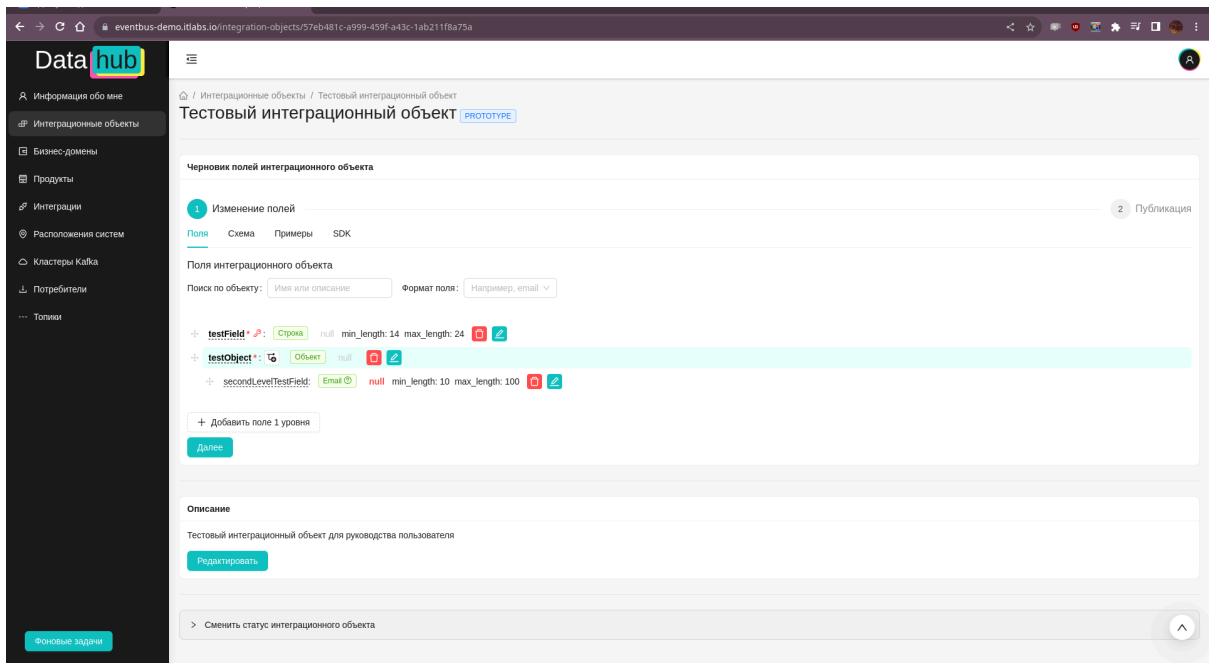 eventbus-demo.itlabs.io/integration-objects/57eb481c-a999-459f-a43c-1ab211f8a75a
Data hub
Информация обо мне
Интеграционные объекты
Бизнес-домены
Продукты
Интеграции
Расположения систем
Кластеры Kafka
Потребители
Топики
Фоновые задачи
/ Интеграционные объекты / Тестовый интеграционный объект
Тестовый интеграционный объект PROTOTYPE
Черновик полей интеграционного объекта
1 Изменение полей 2 Публикация
Поля Схема Примеры SDK
Поля интеграционного объекта
Поиск по объекту: Имя или описание Формат поля: Например, email
testField * : Строка null min_length: 14 max_length: 24
testObject * : Объект null
secondLevelTestField: Email null min_length: 10 max_length: 100
+ Добавить поле 1 уровня
Далее
Описание
Тестовый интеграционный объект для руководства пользователя
Редактировать
> Сменить статус интеграционного объекта